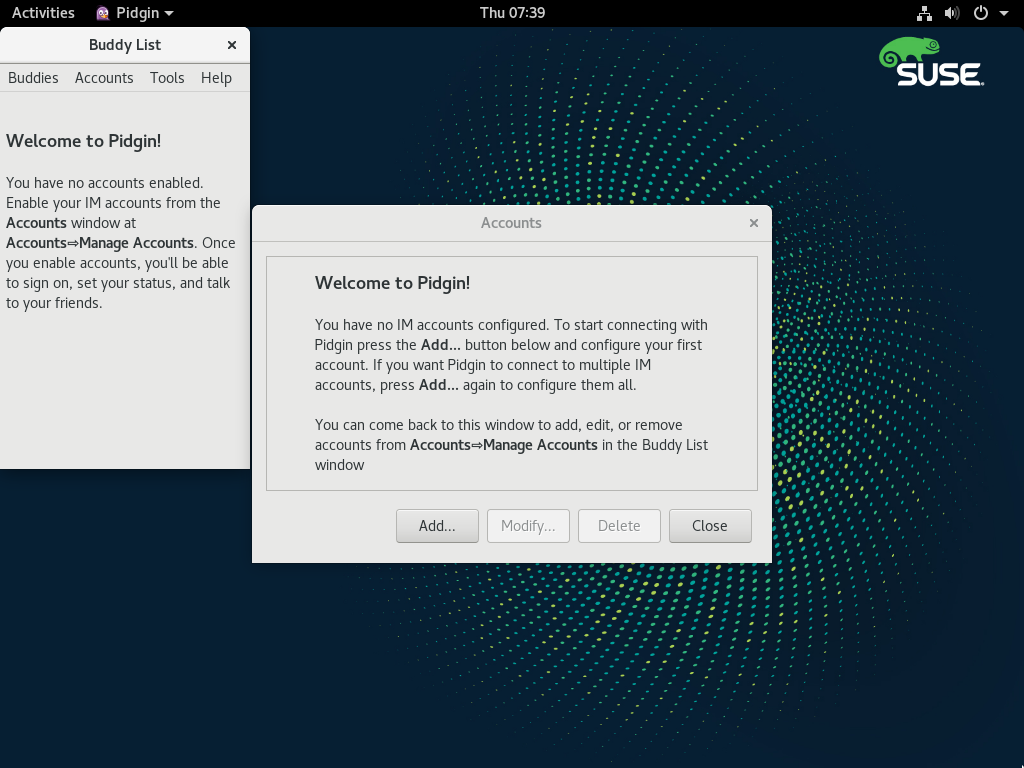 Activities Pidgin Thu 07:39
SUSE
Buddy List
Buddies Accounts Tools Help
Welcome to Pidgin!
You have no accounts enabled.
Enable your IM accounts from the
Accounts window at
Accounts⇨Manage Accounts. Once
you enable accounts, you'll be able
to sign on, set your status, and talk
to your friends.
Accounts
Welcome to Pidgin!
You have no IM accounts configured. To start connecting with
Pidgin press the Add... button below and configure your first
account. If you want Pidgin to connect to multiple IM
accounts, press Add... again to configure them all.
You can come back to this window to add, edit, or remove
accounts from Accounts⇨Manage Accounts in the Buddy List
window
Add... Modify... Delete Close